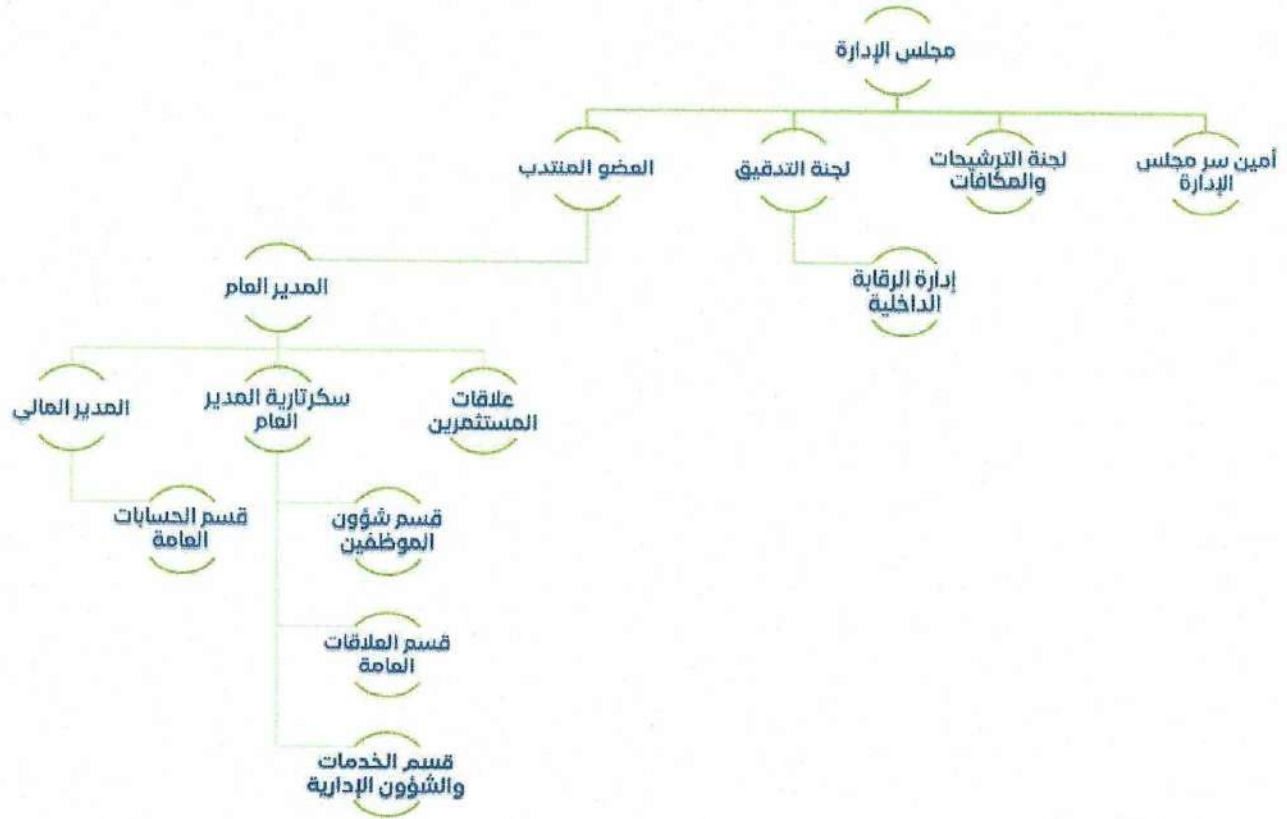 مجلس الإدارة
أمين سر مجلس
الإدارة
لجنة الترشيحات
والمكافآت
لجنة التدقيق
العضو المنتدب
إدارة الرقابة
الداخلية
المدير العام
علاقات
المستثمرين
سكرتارية المدير
العام
المدير المالي
قسم شؤون
الموظفين
قسم الحسابات
العامة
قسم العلاقات
العامة
قسم الخدمات
والشؤون الإدارية